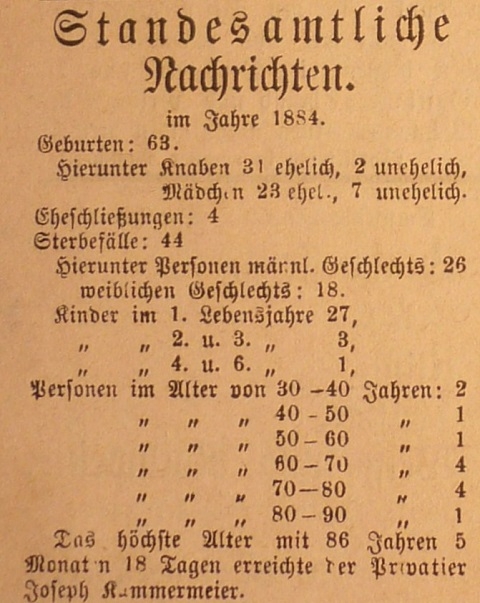 Standesamtliche
Nachrichten.
im Jahre 1884.
Geburten: 63.
Hierunter Knaben 31 ehelich, 2 unehelich,
Mädchen 23 ehel., 7 unehelich.
Eheschließungen: 4
Sterbefälle: 44
Hierunter Personen männl. Geschlechts: 26
weiblichen Geschlechts: 18.
Kinder im 1. Lebensjahre 27,
„ „ 2. u. 3. „ 3,
„ „ 4. u. 6. „ 1,
Personen im Alter von 30–40 Jahren: 2
„ „ „ 40–50 „ 1
„ „ „ 50–60 „ 1
„ „ „ 60–70 „ 4
„ „ „ 70–80 „ 4
„ „ „ 80–90 „ 1
Das höchste Alter mit 86 Jahren 5
Monaten 18 Tagen erreichte der Privatier
Joseph Kammermeier.